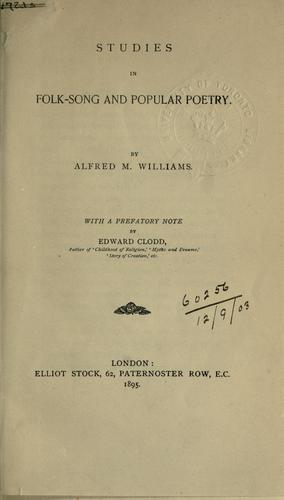 STUDIES
IN
FOLK-SONG AND POPULAR POETRY.
BY
ALFRED M. WILLIAMS.
WITH A PREFATORY NOTE
BY
EDWARD CLODD,
Author of 'Childhood of Religion,' 'Myths and Dreams,'
'Story of Creation,' etc.
60256
12/9/03
LONDON:
ELLIOT STOCK, 62, PATERNOSTER ROW, E.C.
1895.